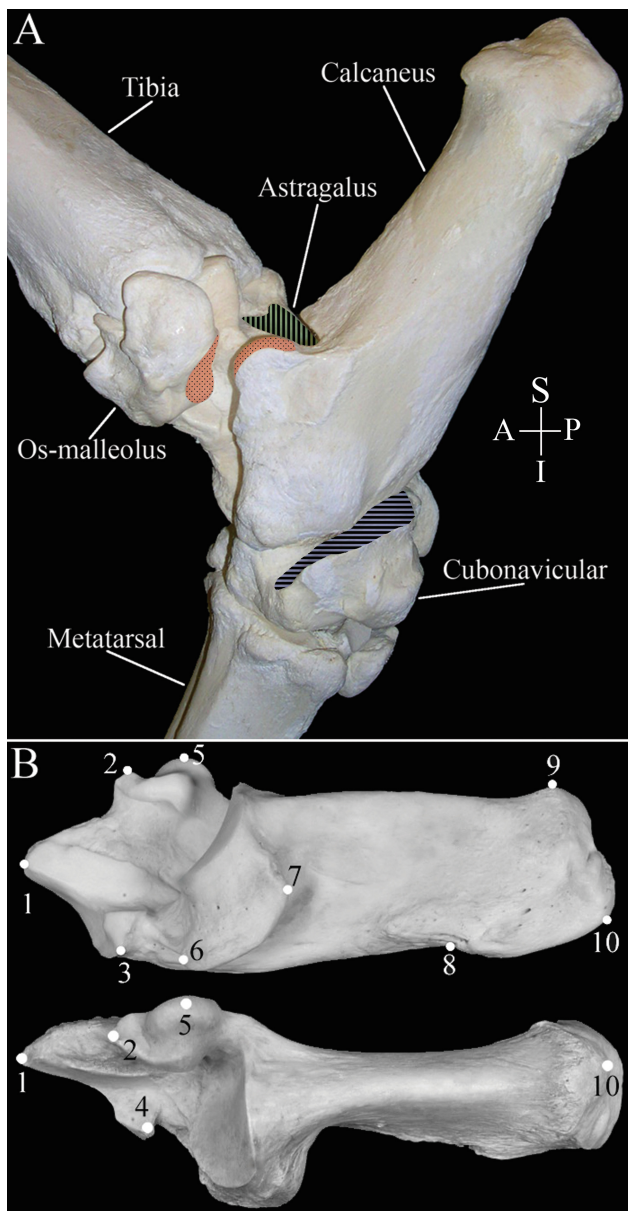 A
Tibia
Calcaneus
Astragalus
S
A P
I
Os-malleolus
Cubonavicular
Metatarsal
B
2
5
9
1
7
3
6
8
10
5
2
1
4
10